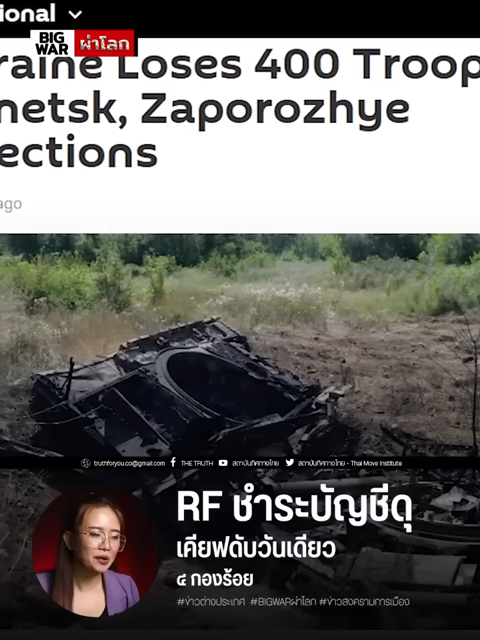 ional
BIG
WAR ผ่าโลก
raine Loses 400 Troop
netsk, Zaporozhye
ections
ago
truthforyou.co@gmail.com THE TRUTH สถาบันทิศทางไทย สถาบันทิศทางไทย - Thai Move Institute
RF ชำระบัญชีดุ
เคียฟดับวันเดียว
๔ กองร้อย
#ข่าวต่างประเทศ #BIGWARผ่าโลก #ข่าวสงครามการเมือง